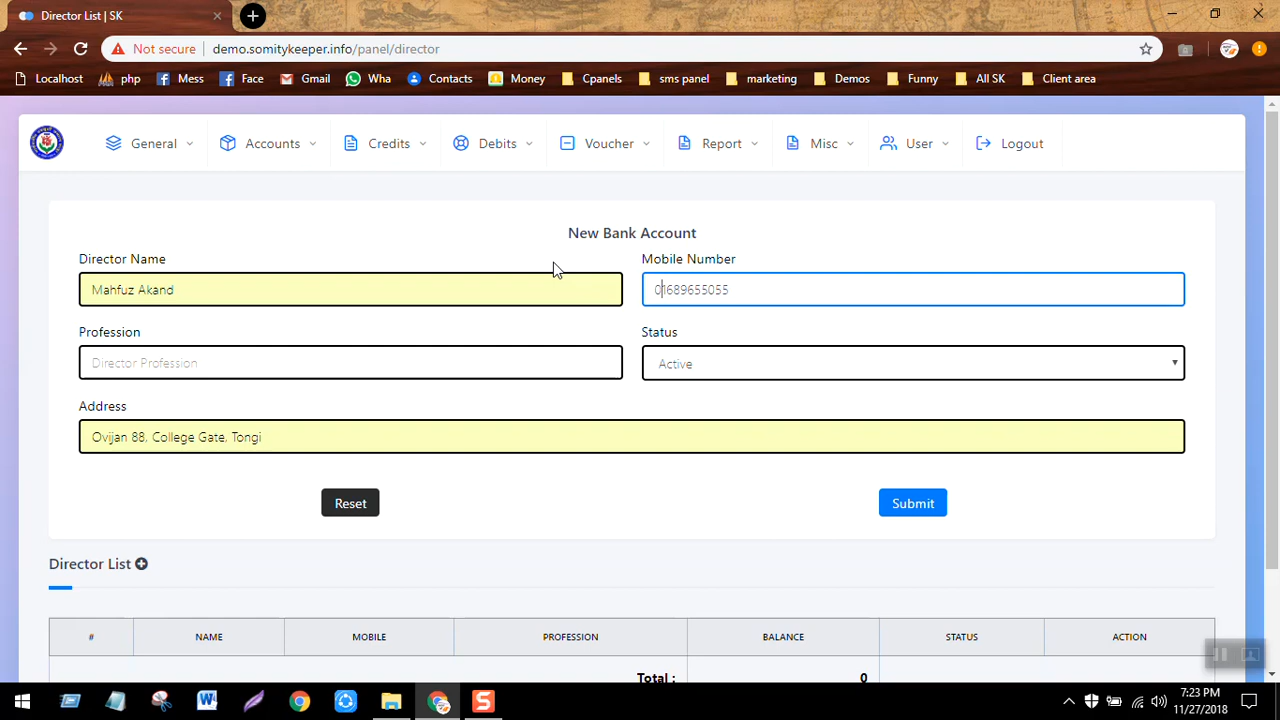 Director List | SK
Not secure demo.somitykeeper.info/panel/director
Localhost php Mess Face Gmail Wha Contacts Money Cpanels sms panel marketing Demos Funny All SK Client area
General Accounts Credits Debits Voucher Report Misc User Logout
New Bank Account
Director Name Mobile Number
Mahfuz Akand 01689655055
Profession Status
Director Profession Active
Address
Ovijan 88, College Gate, Tongi
Reset Submit
Director List
# NAME MOBILE PROFESSION BALANCE STATUS ACTION
Total : 0
7:23 PM
11/27/2018